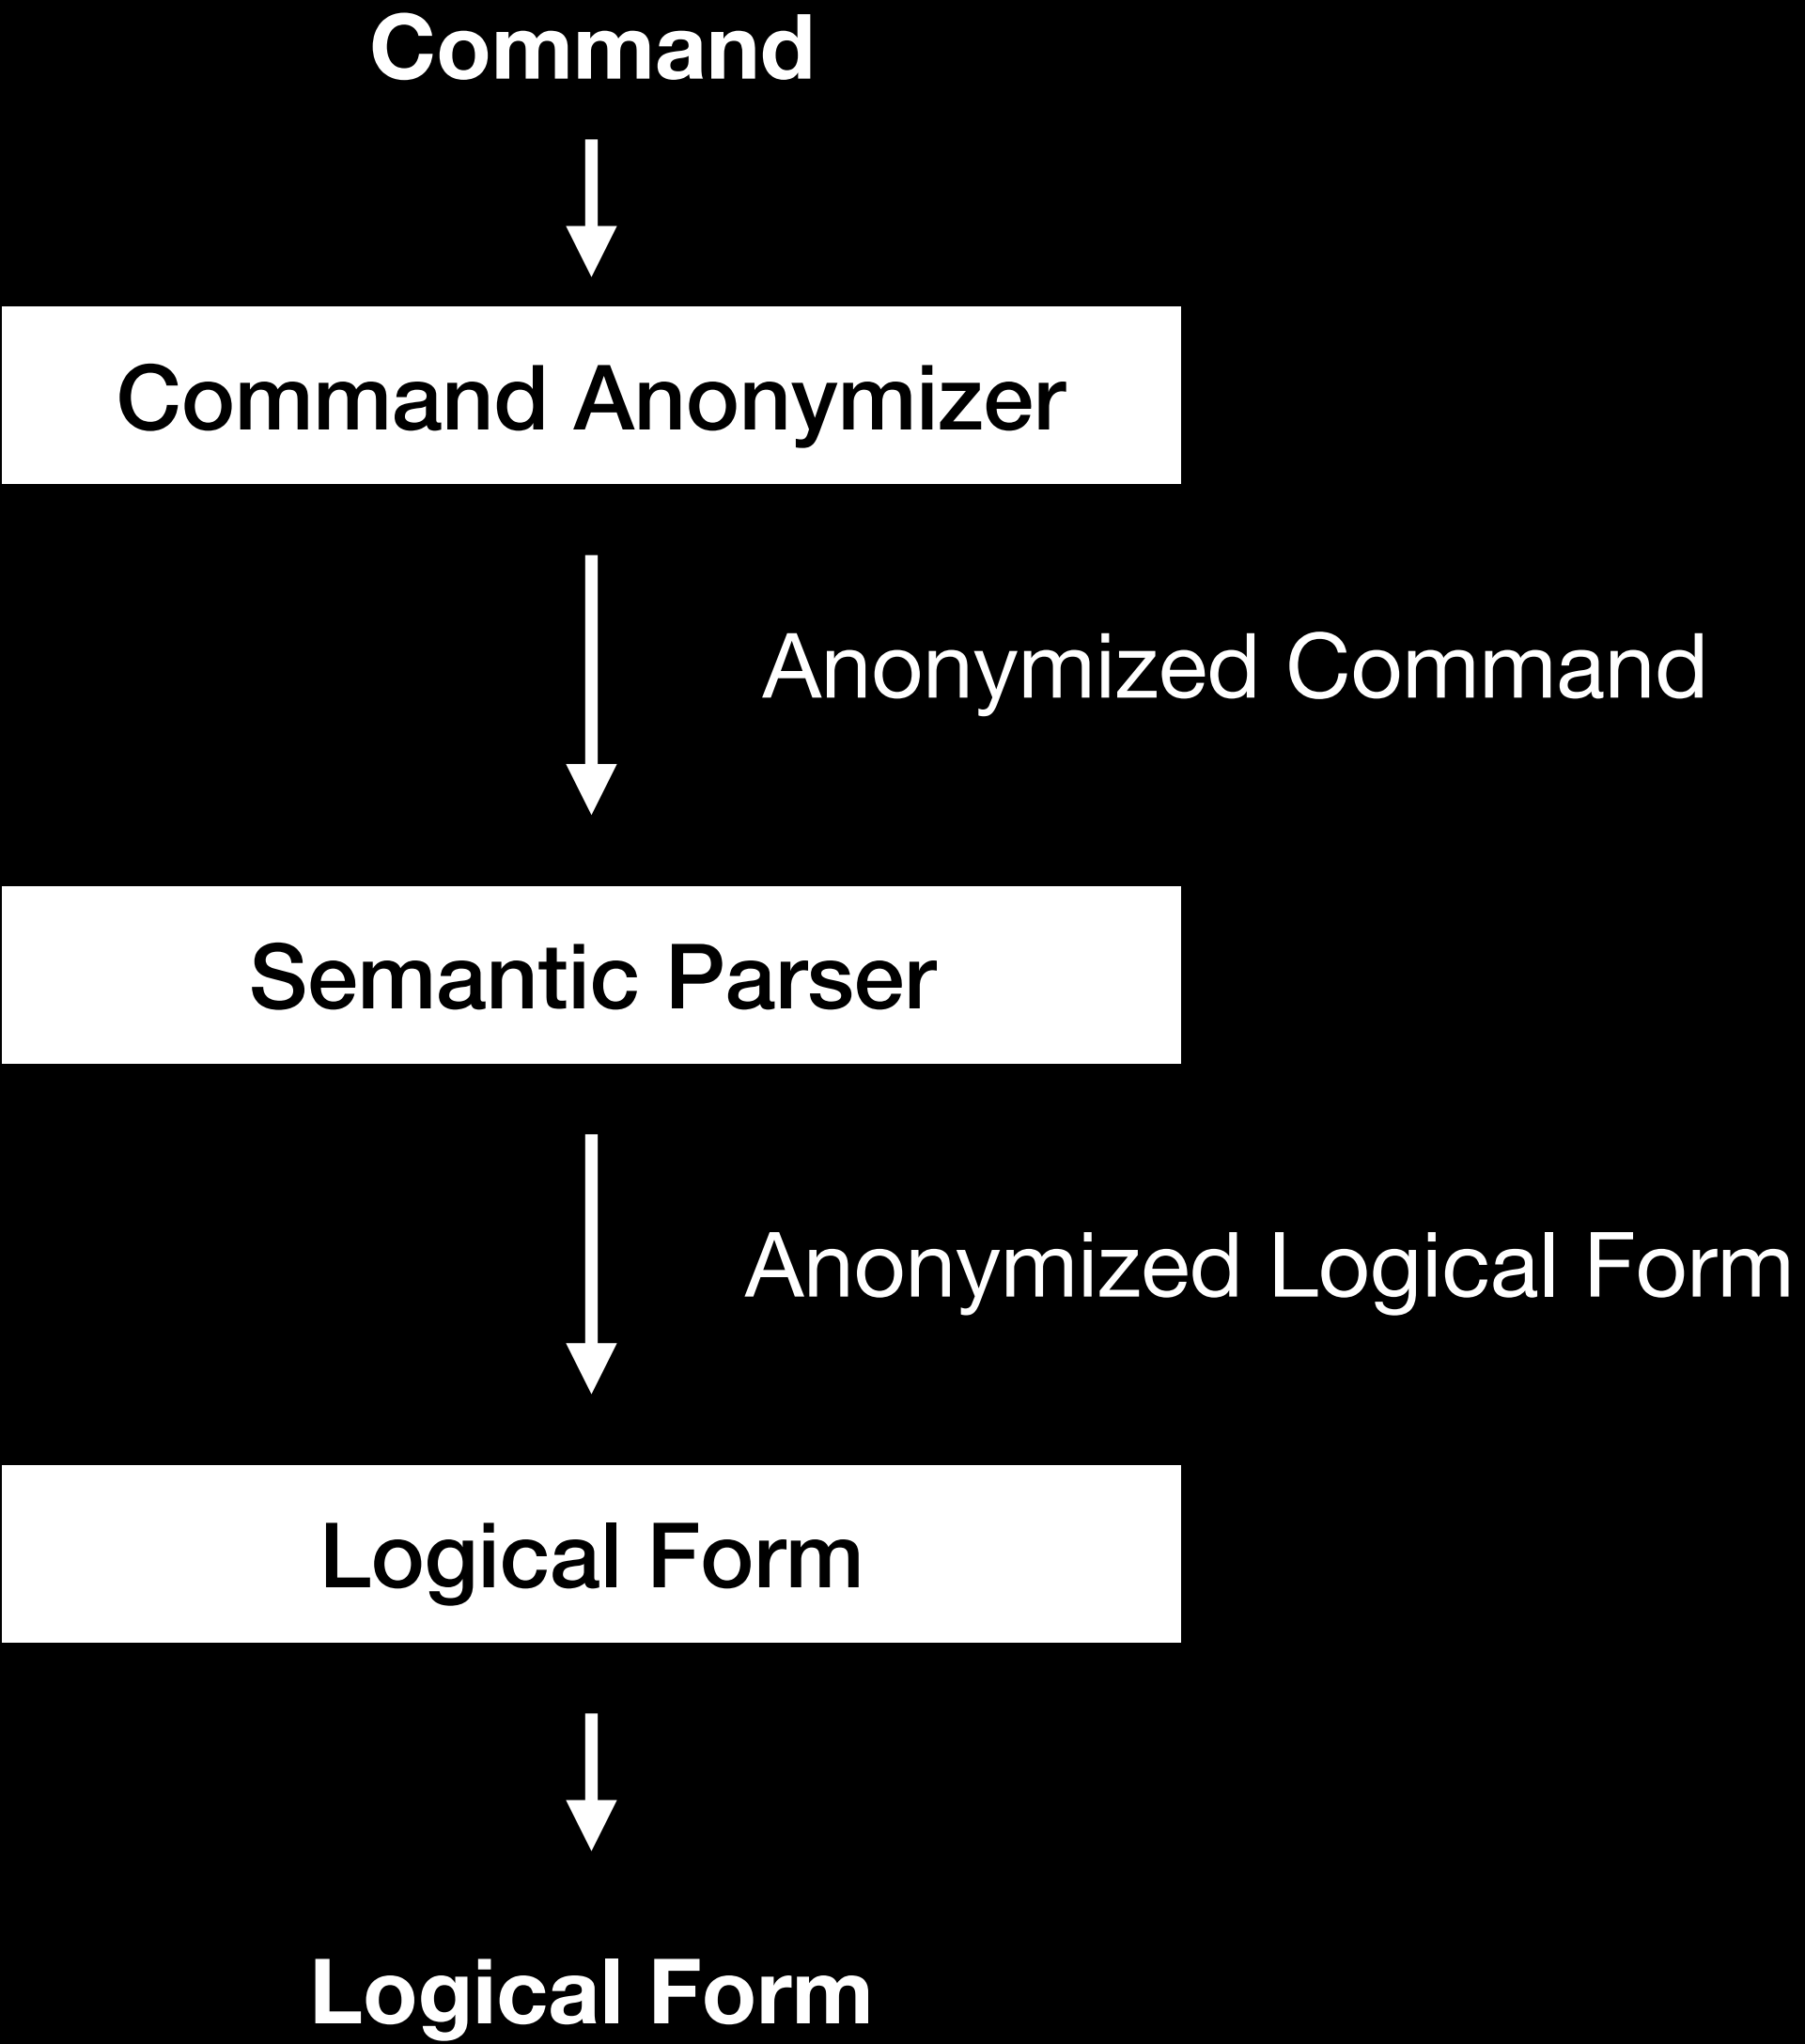 Command
Command Anonymizer
Anonymized Command
Semantic Parser
Anonymized Logical Form
Logical Form
Logical Form